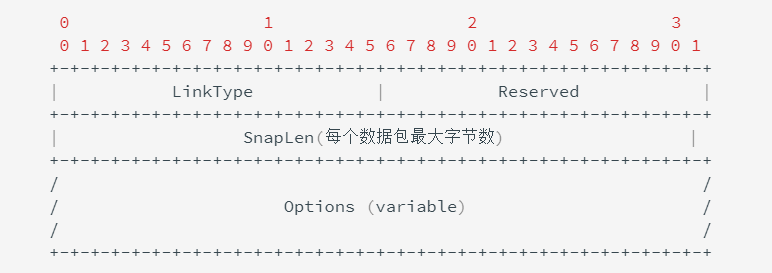 0                   1                   2                   3
 0 1 2 3 4 5 6 7 8 9 0 1 2 3 4 5 6 7 8 9 0 1 2 3 4 5 6 7 8 9 0 1
+-+-+-+-+-+-+-+-+-+-+-+-+-+-+-+-+-+-+-+-+-+-+-+-+-+-+-+-+-+-+-+-+
|           LinkType            |           Reserved            |
+-+-+-+-+-+-+-+-+-+-+-+-+-+-+-+-+-+-+-+-+-+-+-+-+-+-+-+-+-+-+-+-+
|                  SnapLen(每个数据包最大字节数)                  |
+-+-+-+-+-+-+-+-+-+-+-+-+-+-+-+-+-+-+-+-+-+-+-+-+-+-+-+-+-+-+-+-+
/                                                               /
/                      Options (variable)                       /
/                                                               /
+-+-+-+-+-+-+-+-+-+-+-+-+-+-+-+-+-+-+-+-+-+-+-+-+-+-+-+-+-+-+-+-+